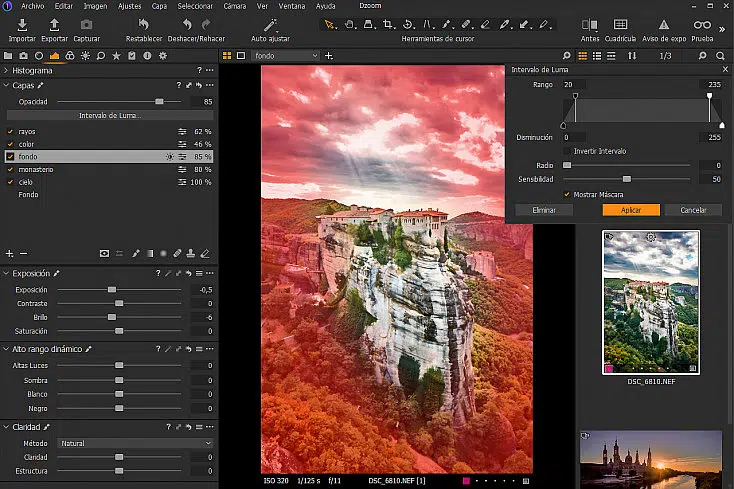 Archivo Edición Imagen Capa Seleccionar Cámara Ver Ventana Ayuda Dzoom
Importar Exportar Capturar Restablecer Deshacer/Rehacer Auto ajustar Herramientas de cursor Antes Cuadrícula Aviso de expo Prueba
fondo
1/3
Histograma
Capas
Opacidad 85
Intervalo de Luma...
rayos 62 %
color 46 %
fondo 85 %
monasterio 80 %
cielo 100 %
Fondo
Exposición
Exposición -0,5
Contraste 0
Brillo -6
Saturación 0
Alto rango dinámico
Altas Luces 0
Sombra 0
Blanco 0
Negro 0
Claridad
Método Natural
Claridad 0
Estructura 0
ISO 320 1/125 s f/11 DSC_6810.NEF [1]
Intervalo de Luma
Rango 20 235
Disminución 0 255
Invertir Intervalo
Radio 0
Sensibilidad 50
Mostrar Máscara
Eliminar Aplicar Cancelar
DSC_6810.NEF